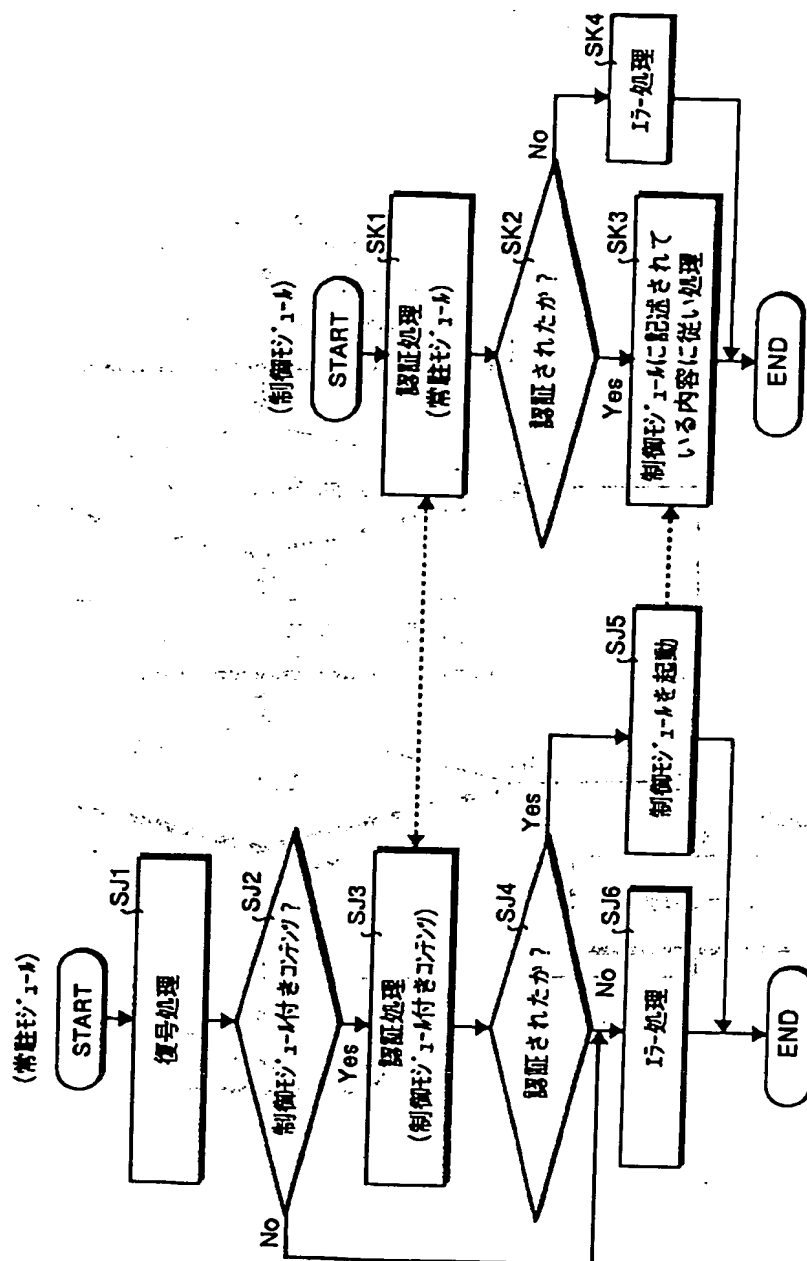 (常駐モジュール)
START
SJ1
復号処理
SJ2
制御モジュール付きコンテンツ?
Yes
No
SJ3
認証処理
(制御モジュール付きコンテンツ)
SJ4
認証されたか?
Yes
No
SJ5
制御モジュールを起動
SJ6
エラー処理
END
(制御モジュール)
START
SK1
認証処理
(常駐モジュール)
SK2
認証されたか?
No
Yes
SK3
制御モジュールに記述されて
いる内容に従い処理
SK4
エラー処理
END